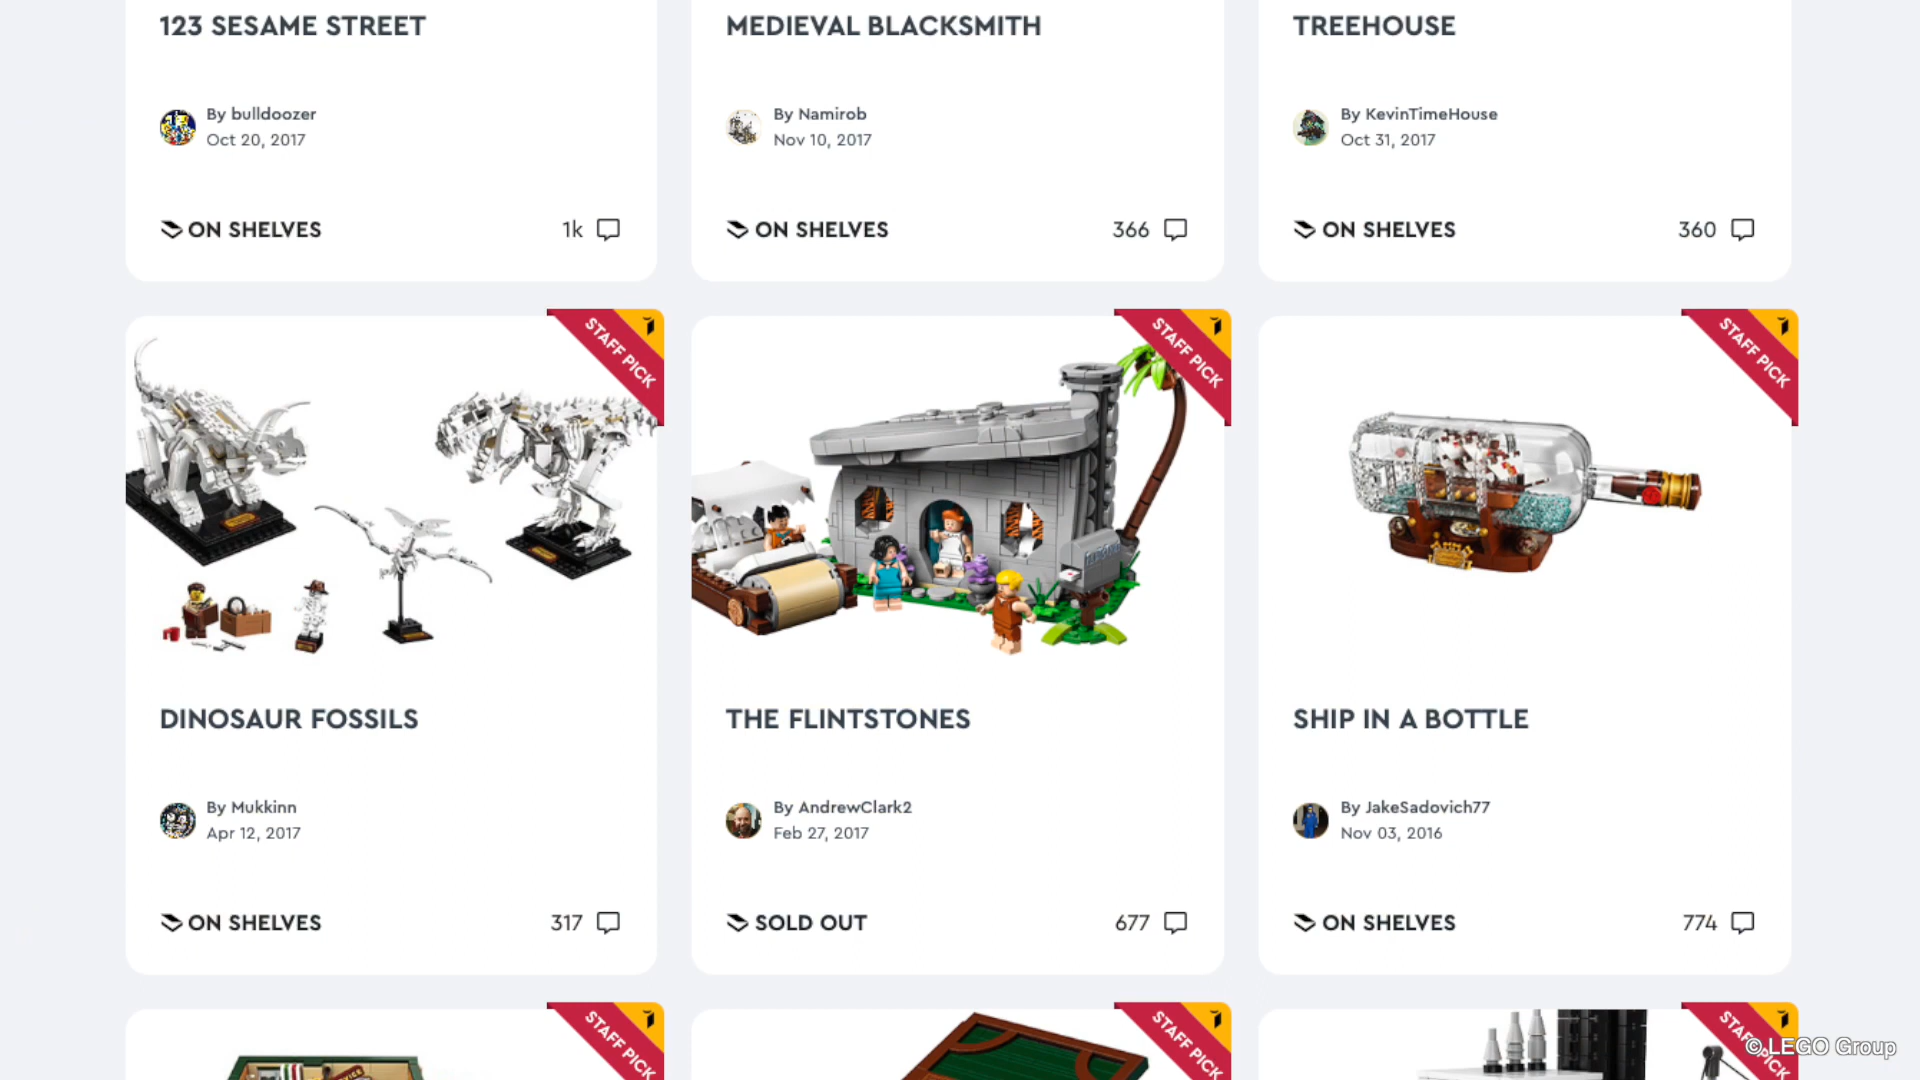 123 SESAME STREET
MEDIEVAL BLACKSMITH
TREEHOUSE
By bulldoozer
Oct 20, 2017
By Namirob
Nov 10, 2017
By KevinTimeHouse
Oct 31, 2017
ON SHELVES
1k
ON SHELVES
366
ON SHELVES
360
STAFF PICK
STAFF PICK
STAFF PICK
DINOSAUR FOSSILS
THE FLINTSTONES
SHIP IN A BOTTLE
By Mukkinn
Apr 12, 2017
By AndrewClark2
Feb 27, 2017
By JakeSadovich77
Nov 03, 2016
ON SHELVES
317
SOLD OUT
677
ON SHELVES
774
STAFF PICK
STAFF PICK
STAFF PICK
© LEGO Group